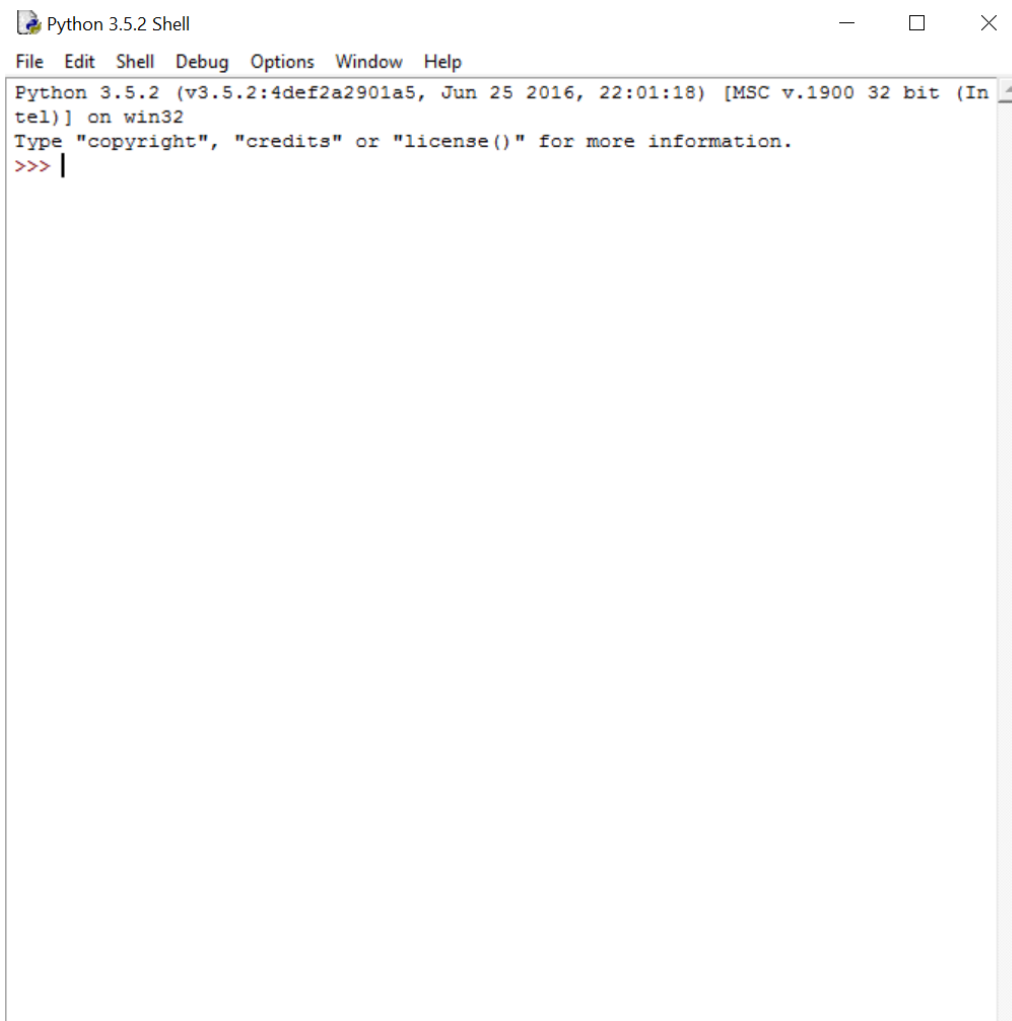 Python 3.5.2 Shell
File Edit Shell Debug Options Window Help
Python 3.5.2 (v3.5.2:4def2a2901a5, Jun 25 2016, 22:01:18) [MSC v.1900 32 bit (In
tel)] on win32
Type "copyright", "credits" or "license()" for more information.
>>>